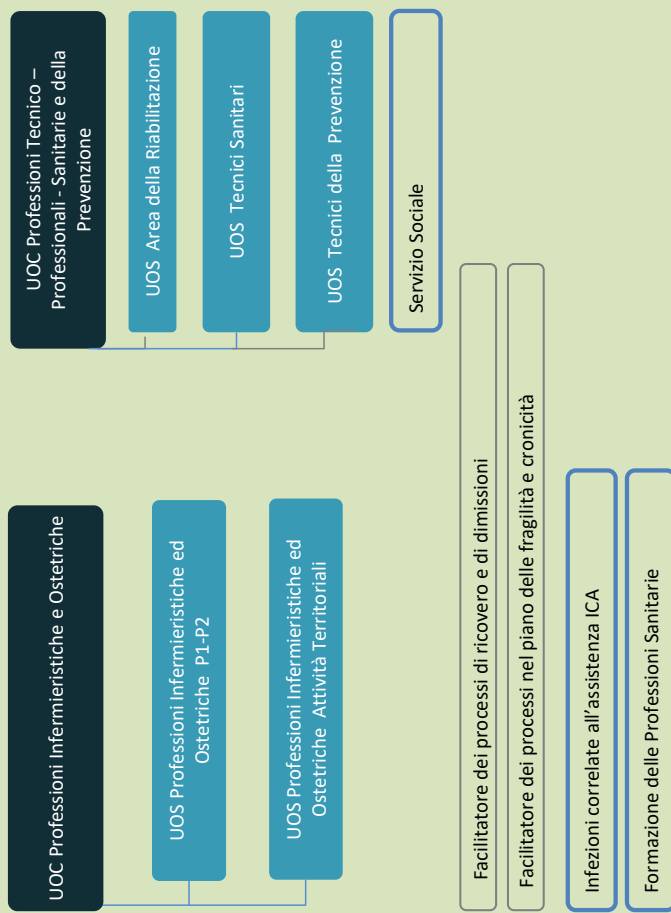 UOC Professioni Infermieristiche e Ostetriche
UOS Professioni Infermieristiche ed
Ostetriche P1-P2
UOS Professioni Infermieristiche ed
Ostetriche Attività Territoriali
UOC Professioni Tecnico –
Professionali - Sanitarie e della
Prevenzione
UOS Area della Riabilitazione
UOS Tecnici Sanitari
UOS Tecnici della Prevenzione
Servizio Sociale
Facilitatore dei processi di ricovero e di dimissioni
Facilitatore dei processi nel piano delle fragilità e cronicità
Infezioni correlate all’assistenza ICA
Formazione delle Professioni Sanitarie